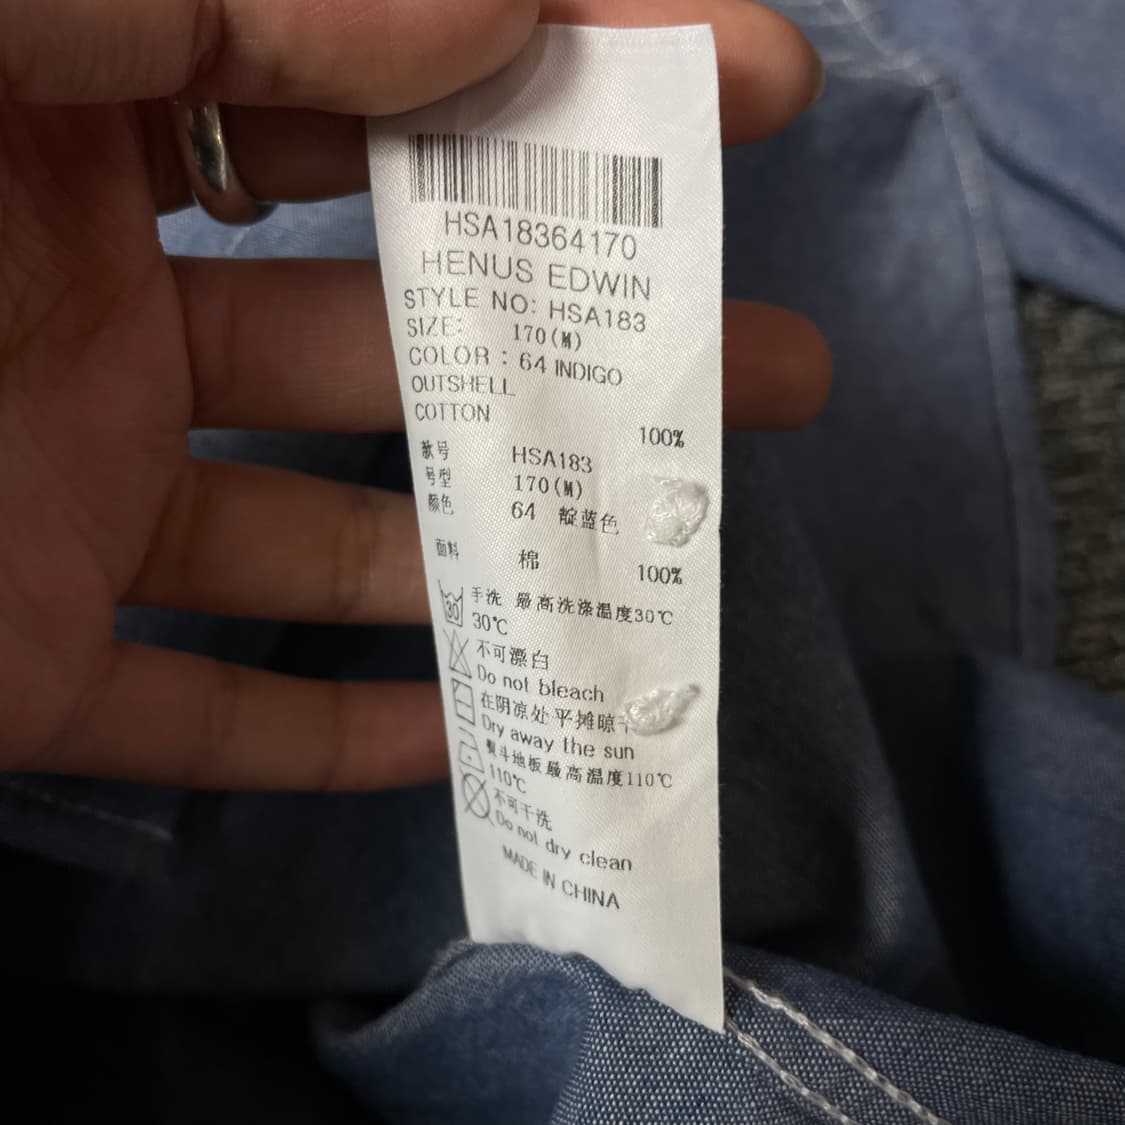 HSA18364170
HENUS EDWIN
STYLE NO: HSA183
SIZE: 170(M)
COLOR : 64 INDIGO
OUTSHELL
COTTON 100%
款号 HSA183
号型 170(M)
颜色 64 靛蓝色
面料 棉 100%
30 手洗 最高洗涤温度30℃
30℃
不可漂白
Do not bleach
在阴凉处平摊晾干
Dry away the sun
熨斗地板最高温度110℃
110℃
不可干洗
Do not dry clean
MADE IN CHINA